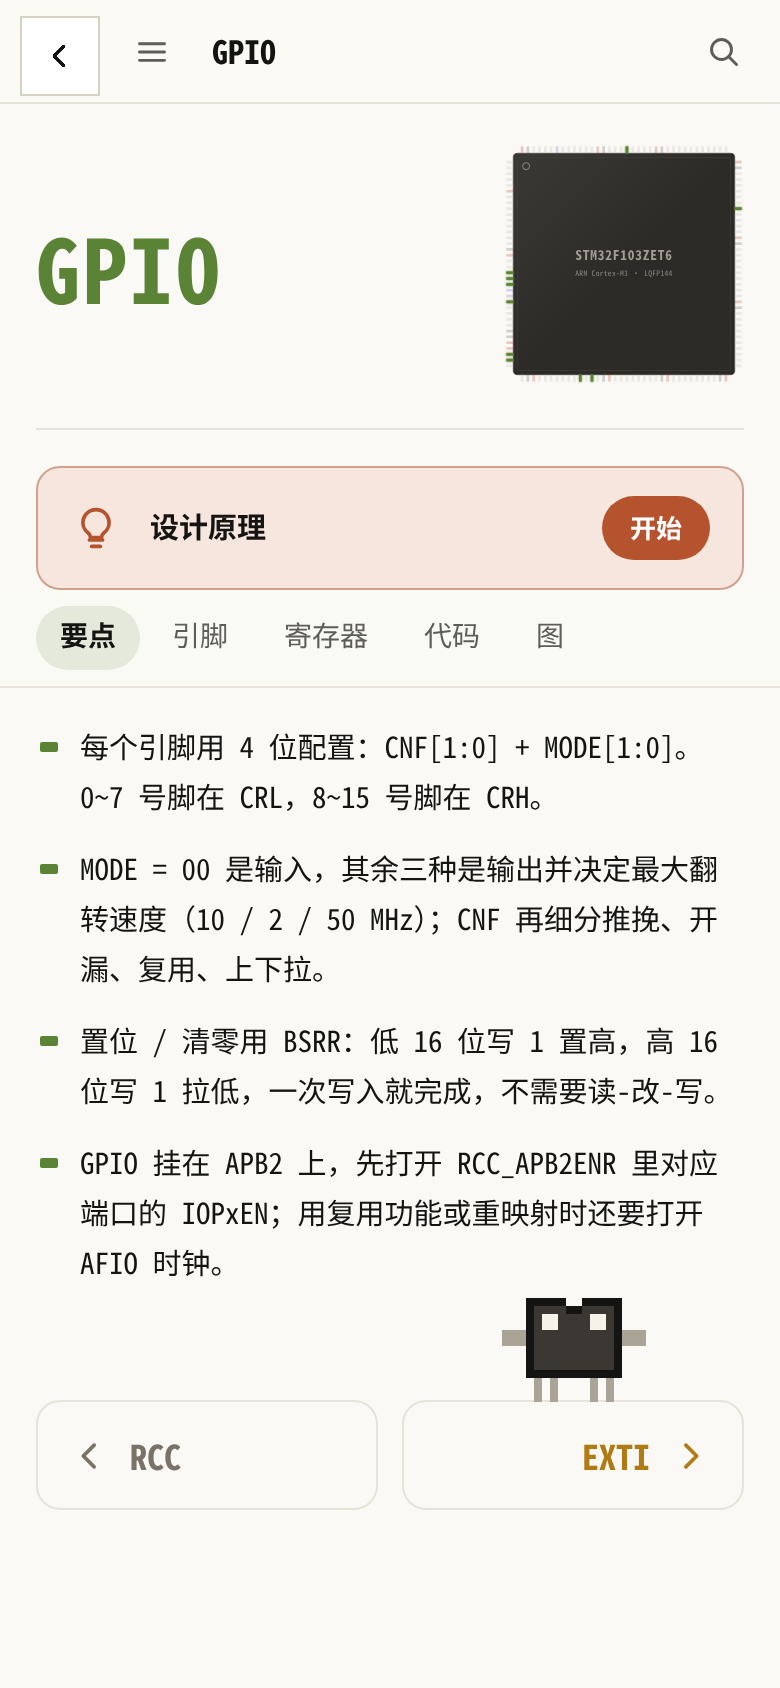 GPIO
GPIO
STM32F103ZET6
ARM Cortex-M3 · LQFP144
设计原理
开始
要点 引脚 寄存器 代码 图
每个引脚用 4 位配置：CNF[1:0] + MODE[1:0]。
0~7 号脚在 CRL，8~15 号脚在 CRH。
MODE = 00 是输入，其余三种是输出并决定最大翻
转速度（10 / 2 / 50 MHz）；CNF 再细分推挽、开
漏、复用、上下拉。
置位 / 清零用 BSRR：低 16 位写 1 置高，高 16
位写 1 拉低，一次写入就完成，不需要读-改-写。
GPIO 挂在 APB2 上，先打开 RCC_APB2ENR 里对应
端口的 IOPxEN；用复用功能或重映射时还要打开
AFIO 时钟。
RCC
EXTI